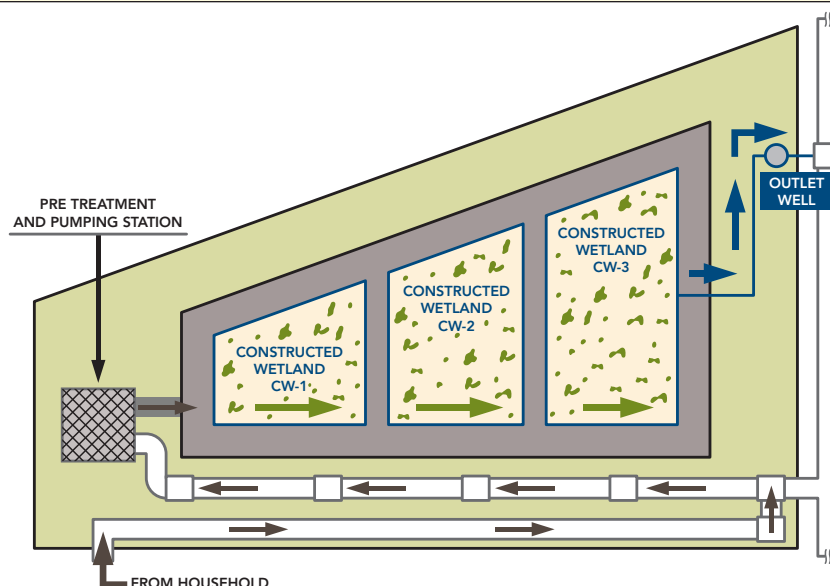 PRE TREATMENT
AND PUMPING STATION
CONSTRUCTED
WETLAND
CW-1
CONSTRUCTED
WETLAND
CW-2
CONSTRUCTED
WETLAND
CW-3
OUTLET
WELL
FROM HOUSEHOLD